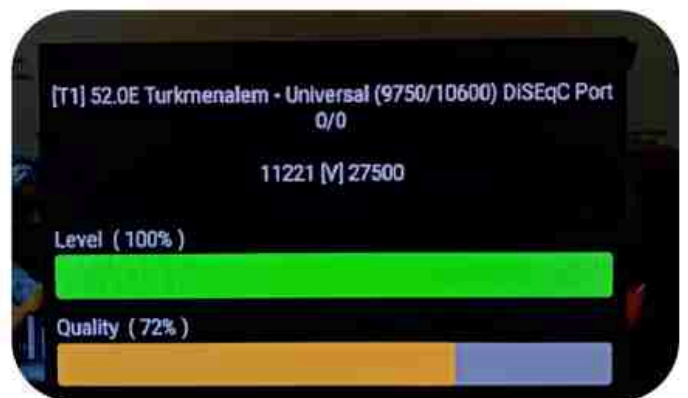 [T1] 52.0E Turkmenalem - Universal (9750/10600) DiSEqC Port
0/0
11221 [V] 27500
Level ( 100% )
Quality ( 72% )